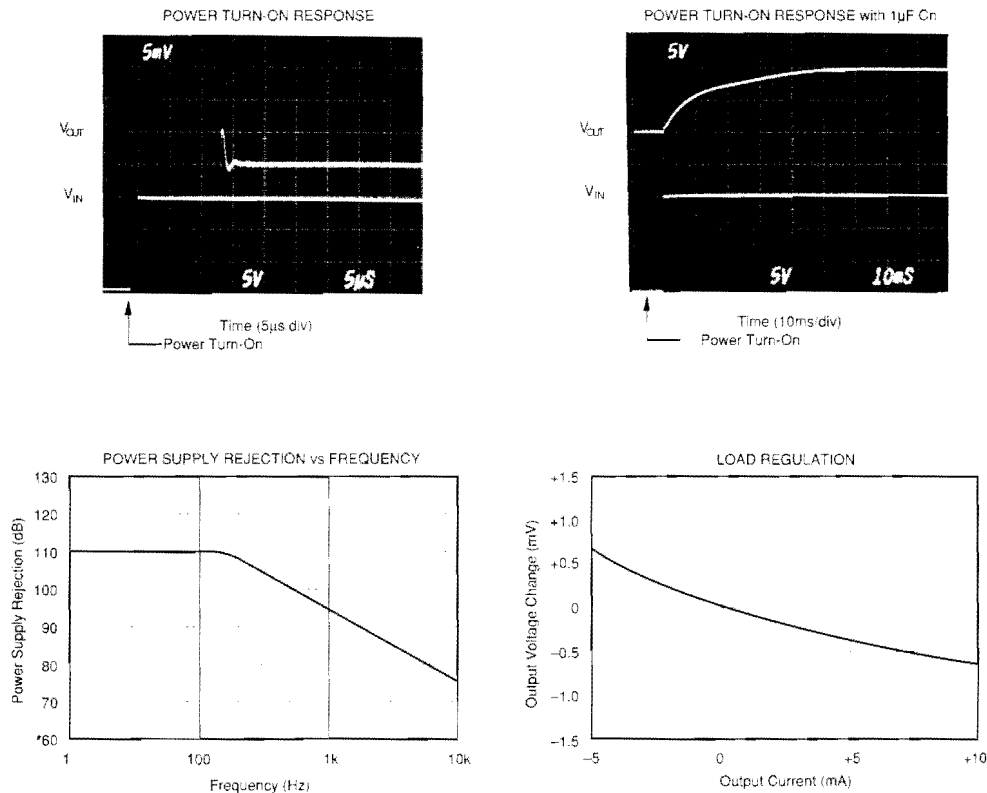 POWER TURN-ON RESPONSE
5mV
VOUT
VIN
5V 5µS
Time (5µs/div)
Power Turn-On
POWER TURN-ON RESPONSE with 1µF Cn
5V
VOUT
VIN
5V 10mS
Time (10ms/div)
Power Turn-On
POWER SUPPLY REJECTION vs FREQUENCY
Power Supply Rejection (dB)
130
120
110
100
90
80
70
*60
1 100 1k 10k
Frequency (Hz)
LOAD REGULATION
Output Voltage Change (mV)
+1.5
+1.0
+0.5
0
–0.5
–1.0
–1.5
–5 0 +5 +10
Output Current (mA)